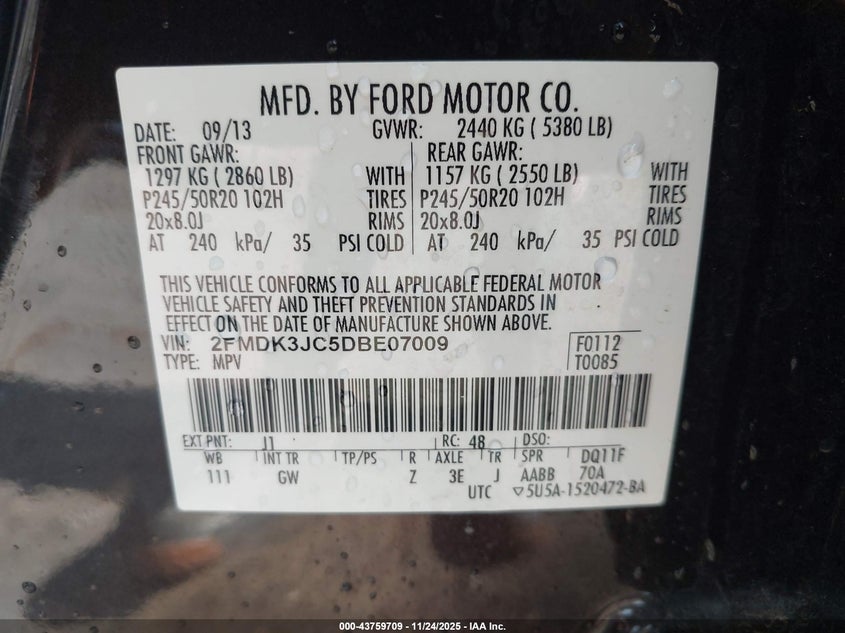 MFD. BY FORD MOTOR CO.
DATE: 09/13 GVWR: 2440 KG ( 5380 LB)
FRONT GAWR: REAR GAWR:
1297 KG ( 2860 LB) WITH 1157 KG ( 2550 LB) WITH
P245/50R20 102H TIRES P245/50R20 102H TIRES
20x8.0J RIMS 20x8.0J RIMS
AT 240 kPa/ 35 PSI COLD AT 240 kPa/ 35 PSI COLD
THIS VEHICLE CONFORMS TO ALL APPLICABLE FEDERAL MOTOR
VEHICLE SAFETY AND THEFT PREVENTION STANDARDS IN
EFFECT ON THE DATE OF MANUFACTURE SHOWN ABOVE.
VIN: 2FMDK3JC5DBE07009 F0112
TYPE: MPV T0085
EXT PNT: J1 RC: 48 DSO:
WB INT TR TP/PS R AXLE TR SPR DQ11F
111 GW Z 3E J AABB 70A
UTC ▽5U5A-1520472-BA
000-43759709 - 11/24/2025 - IAA Inc.